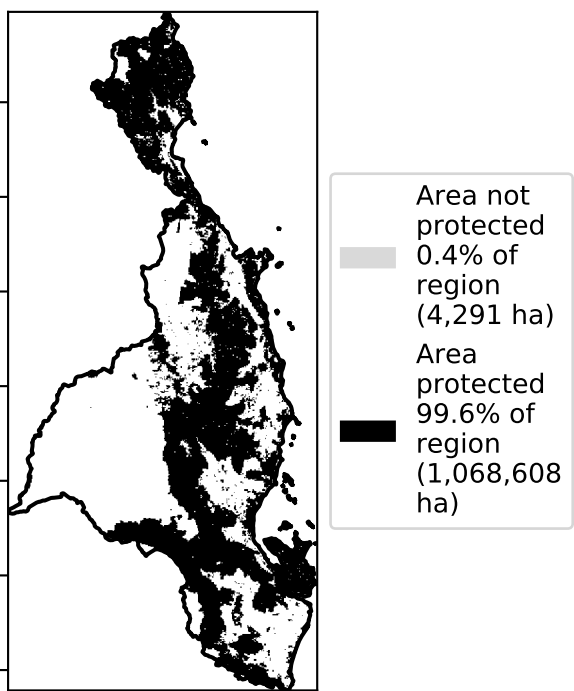 Area not
protected
0.4% of
region
(4,291 ha)
Area
protected
99.6% of
region
(1,068,608
ha)